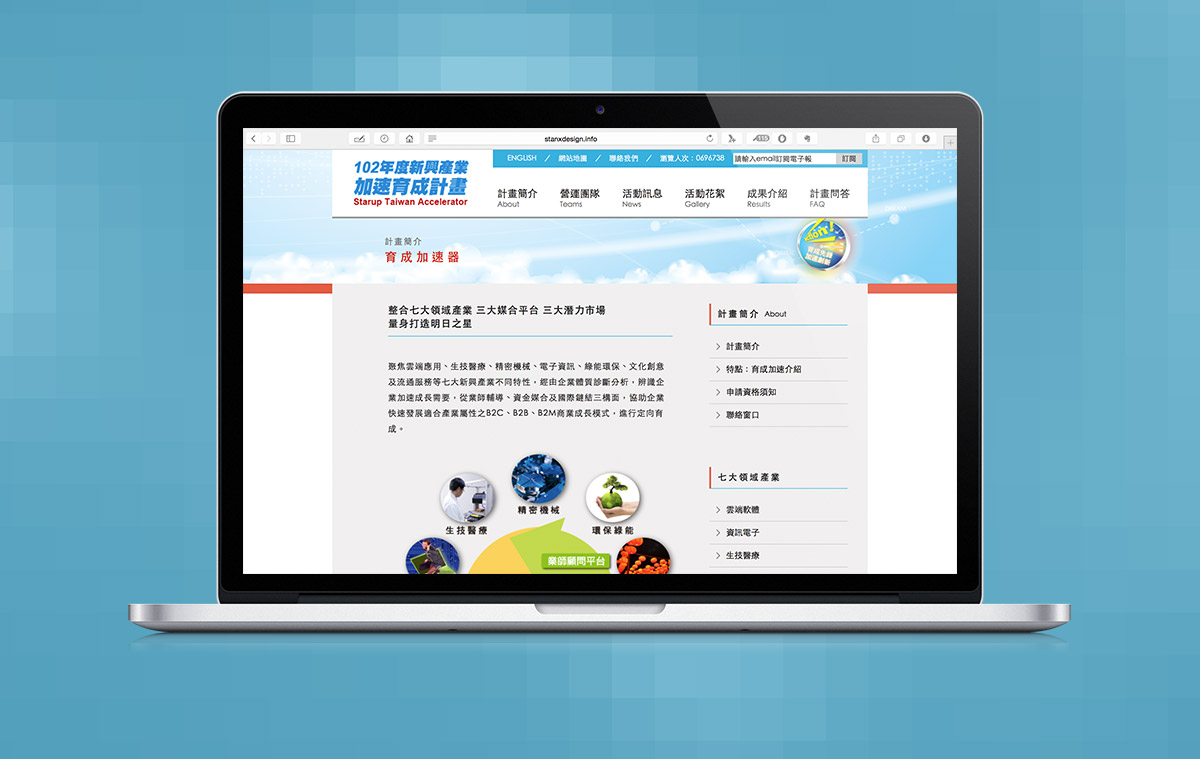 stanxdesign.info
ENGLISH / 網站地圖 / 聯絡我們 / 瀏覽人次：0696738 請輸入email訂閱電子報 訂閱
102年度新興產業
加速育成計畫
Starup Taiwan Accelerator
計畫簡介 營運團隊 活動訊息 活動花絮 成果介紹 計畫問答
About Teams News Gallery Results FAQ
計畫簡介
育成加速器
整合七大領域產業 三大媒合平台 三大潛力市場
量身打造明日之星
聚焦雲端應用、生技醫療、精密機械、電子資訊、綠能環保、文化創意
及流通服務等七大新興產業不同特性，經由企業體質診斷分析，辨識企
業加速成長需要，從業師輔導、資金媒合及國際鏈結三構面，協助企業
快速發展適合產業屬性之B2C、B2B、B2M商業成長模式，進行定向育
成。
精密機械
生技醫療
環保綠能
業師顧問平台
計畫簡介 About
計畫簡介
特點：育成加速介紹
申請資格須知
聯絡窗口
七大領域產業
雲端軟體
資訊電子
生技醫療